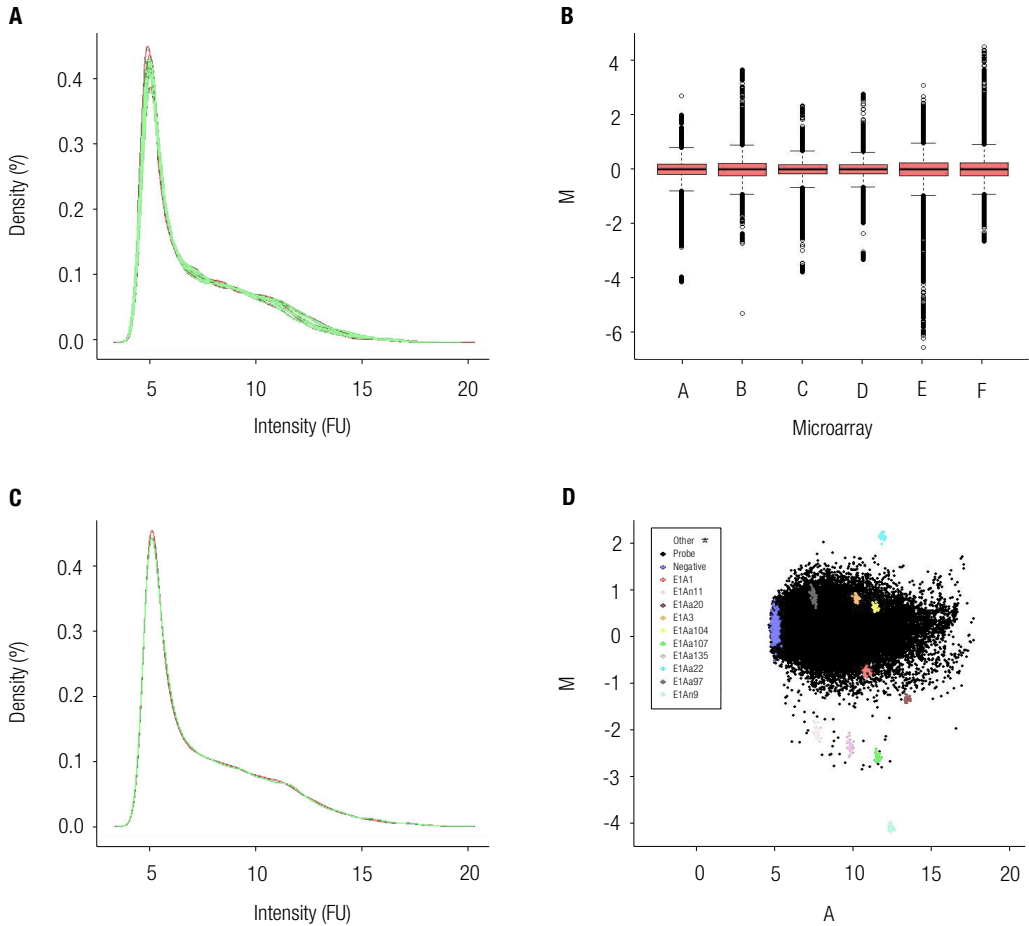 A
0.4
0.3
0.2
0.1
0.0
Density (%)
5 10 15 20
Intensity (FU)
B
4
2
0
-2
-4
-6
M
A B C D E F
Microarray
C
0.4
0.3
0.2
0.1
0.0
Density (%)
5 10 15 20
Intensity (FU)
D
2
1
0
-1
-2
-3
-4
M
Other
Probe
Negative
E1A1
E1An11
E1Aa20
E1A3
E1Aa104
E1Aa107
E1Aa135
E1Aa22
E1Aa97
E1An9
0 5 10 15 20
A